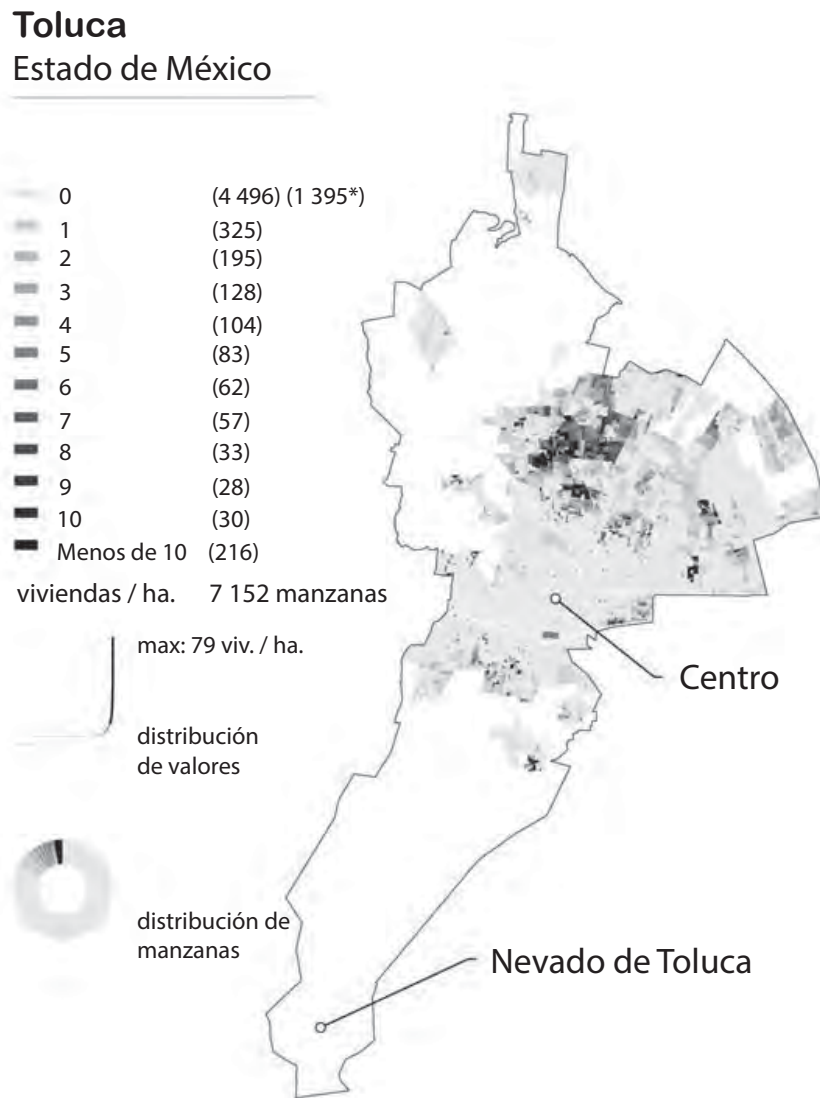 Toluca
Estado de México
0 (4 496) (1 395*)
1 (325)
2 (195)
3 (128)
4 (104)
5 (83)
6 (62)
7 (57)
8 (33)
9 (28)
10 (30)
Menos de 10 (216)
viviendas / ha. 7 152 manzanas
max: 79 viv. / ha.
distribución
de valores
distribución de
manzanas
Centro
Nevado de Toluca